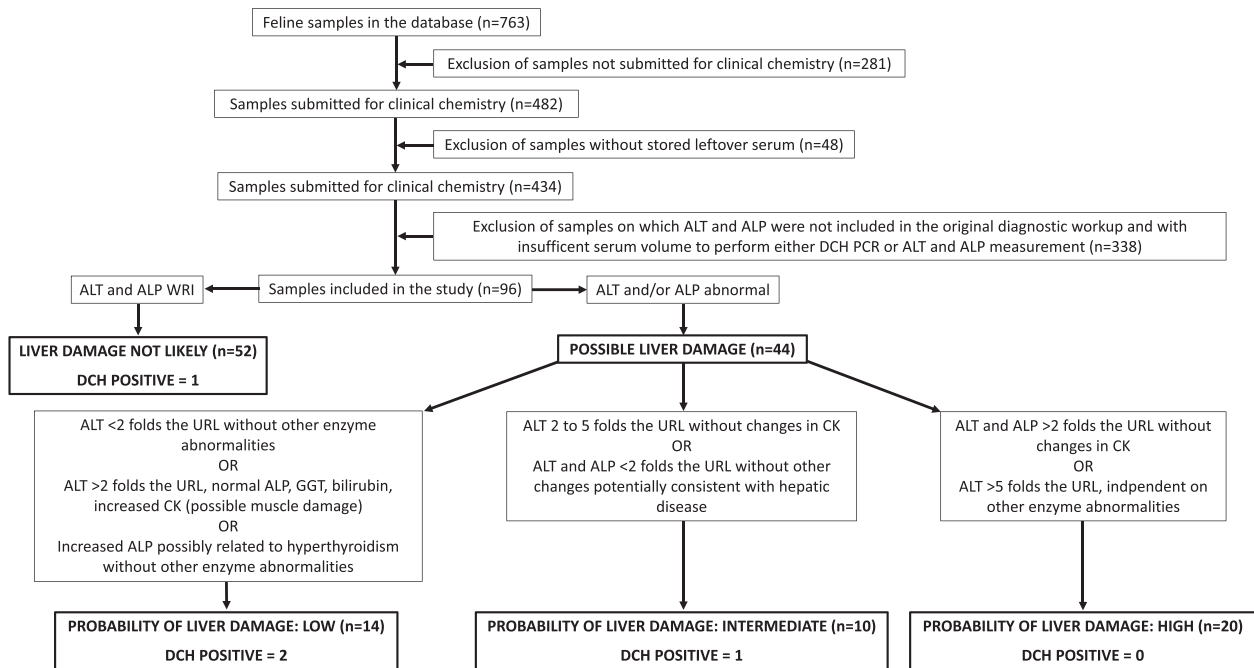 Feline samples in the database (n=763)
Exclusion of samples not submitted for clinical chemistry (n=281)
Samples submitted for clinical chemistry (n=482)
Exclusion of samples without stored leftover serum (n=48)
Samples submitted for clinical chemistry (n=434)
Exclusion of samples on which ALT and ALP were not included in the original diagnostic workup and with
insufficent serum volume to perform either DCH PCR or ALT and ALP measurement (n=338)
ALT and ALP WRI
Samples included in the study (n=96)
ALT and/or ALP abnormal
LIVER DAMAGE NOT LIKELY (n=52)
DCH POSITIVE = 1
POSSIBLE LIVER DAMAGE (n=44)
ALT <2 folds the URL without other enzyme
abnormalities
OR
ALT >2 folds the URL, normal ALP, GGT, bilirubin,
increased CK (possible muscle damage)
OR
Increased ALP possibly related to hyperthyroidism
without other enzyme abnormalities
ALT 2 to 5 folds the URL without changes in CK
OR
ALT and ALP <2 folds the URL without other
changes potentially consistent with hepatic
disease
ALT and ALP >2 folds the URL without
changes in CK
OR
ALT >5 folds the URL, indpendent on
other enzyme abnormalities
PROBABILITY OF LIVER DAMAGE: LOW (n=14)
DCH POSITIVE = 2
PROBABILITY OF LIVER DAMAGE: INTERMEDIATE (n=10)
DCH POSITIVE = 1
PROBABILITY OF LIVER DAMAGE: HIGH (n=20)
DCH POSITIVE = 0